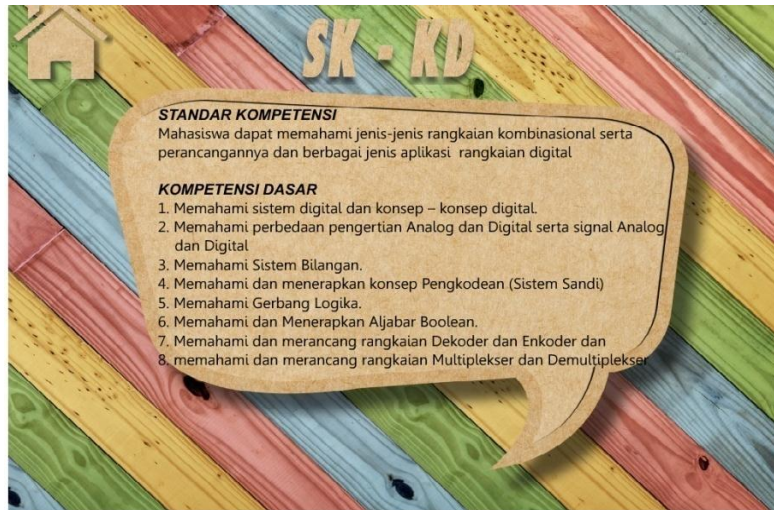 SK - KD
STANDAR KOMPETENSI
Mahasiswa dapat memahami jenis-jenis rangkaian kombinasional serta
perancangannya dan berbagai jenis aplikasi rangkaian digital
KOMPETENSI DASAR
1. Memahami sistem digital dan konsep – konsep digital.
2. Memahami perbedaan pengertian Analog dan Digital serta signal Analog
dan Digital
3. Memahami Sistem Bilangan.
4. Memahami dan menerapkan konsep Pengkodean (Sistem Sandi)
5. Memahami Gerbang Logika.
6. Memahami dan Menerapkan Aljabar Boolean.
7. Memahami dan merancang rangkaian Dekoder dan Enkoder dan
8. memahami dan merancang rangkaian Multiplekser dan Demultiplekser